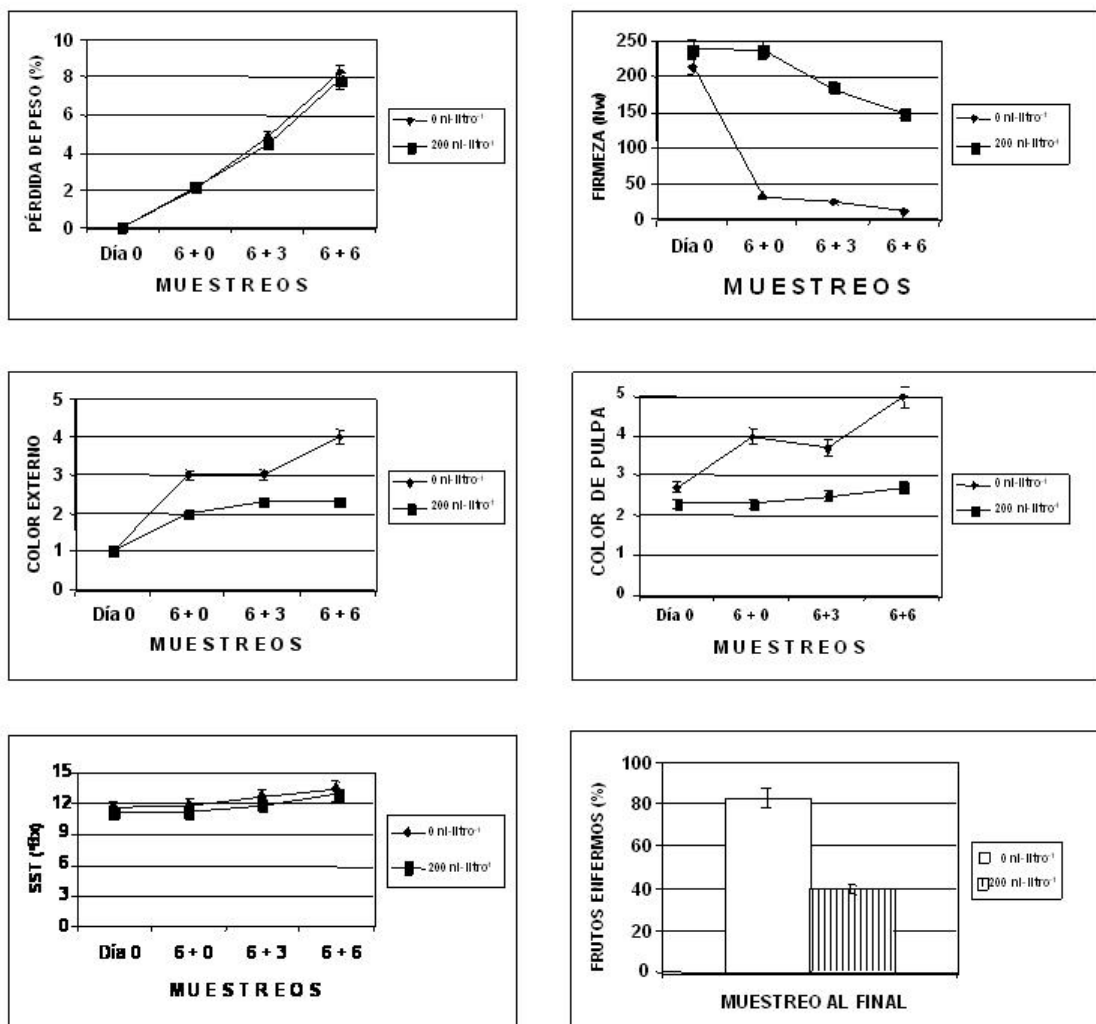 PÉRDIDA DE PESO (%)
10
8
6
4
2
0
Día 0 6 + 0 6 + 3 6 + 6
MUESTREOS
0 nl-litro-1
200 nl-litro-1
FIRMEZA (Nw)
250
200
150
100
50
0
Día 0 6 + 0 6 + 3 6 + 6
MUESTREOS
0 nl-litro-1
200 nl-litro-1
COLOR EXTERNO
5
4
3
2
1
0
Día 0 6 + 0 6 + 3 6 + 6
MUESTREOS
0 nl-litro-1
200 nl-litro-1
COLOR DE PULPA
5
4
3
2
1
0
Día 0 6 + 0 6+3 6+6
MUESTREOS
0 nl-litro-1
200 nl-litro-1
SST (°Bx)
15
12
9
6
3
0
Día 0 6 + 0 6 + 3 6 + 6
MUESTREOS
0 nl-litro-1
200 nl-litro-1
FRUTOS ENFERMOS (%)
100
80
60
40
20
0
MUESTREO AL FINAL
0 nl-litro-1
200 nl-litro-1